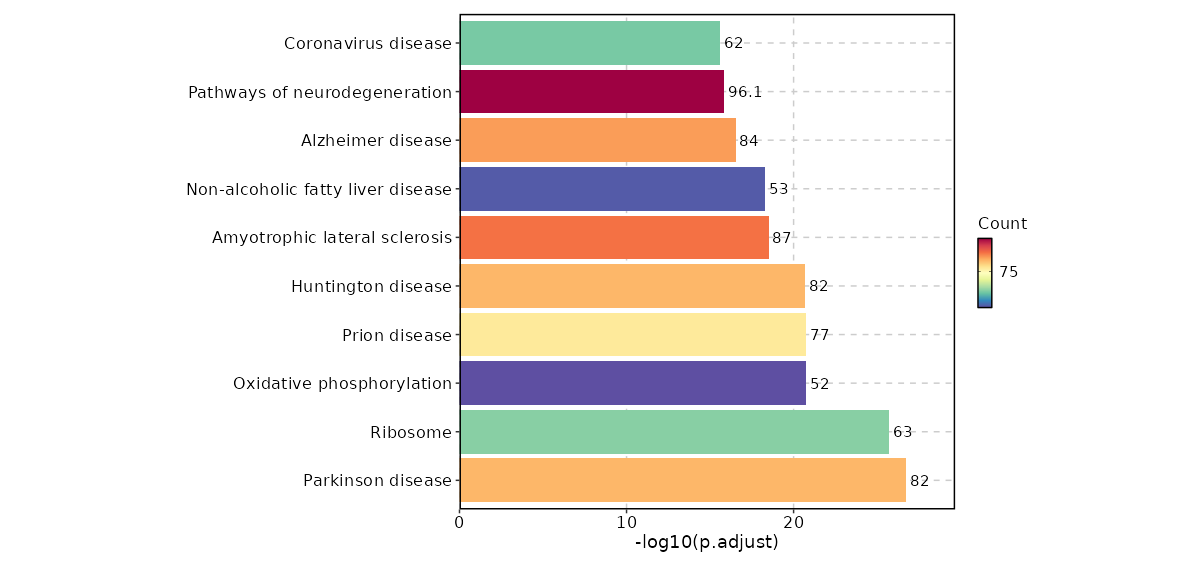 Coronavirus disease 62
Pathways of neurodegeneration 96.1
Alzheimer disease 84
Non-alcoholic fatty liver disease 53
Amyotrophic lateral sclerosis 87
Huntington disease 82
Prion disease 77
Oxidative phosphorylation 52
Ribosome 63
Parkinson disease 82
0 10 20
-log10(p.adjust)
Count
75